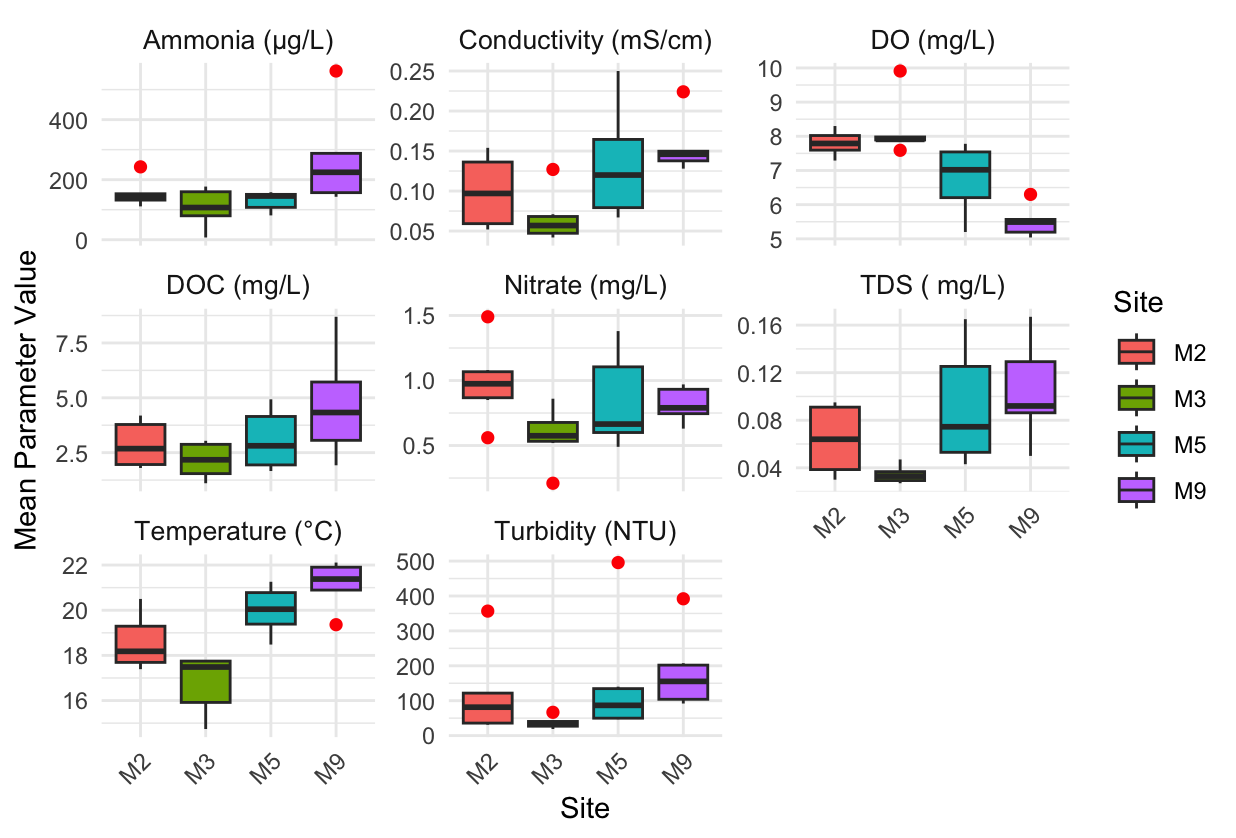 Ammonia (µg/L)
Conductivity (mS/cm)
DO (mg/L)
400
200
0
0.25
0.20
0.15
0.10
0.05
10
9
8
7
6
5
DOC (mg/L)
Nitrate (mg/L)
TDS ( mg/L)
7.5
5.0
2.5
1.5
1.0
0.5
0.16
0.12
0.08
0.04
M2
M3
M5
M9
Temperature (°C)
Turbidity (NTU)
22
20
18
16
500
400
300
200
100
0
M2
M3
M5
M9
M2
M3
M5
M9
Site
Mean Parameter Value
Site
M2
M3
M5
M9